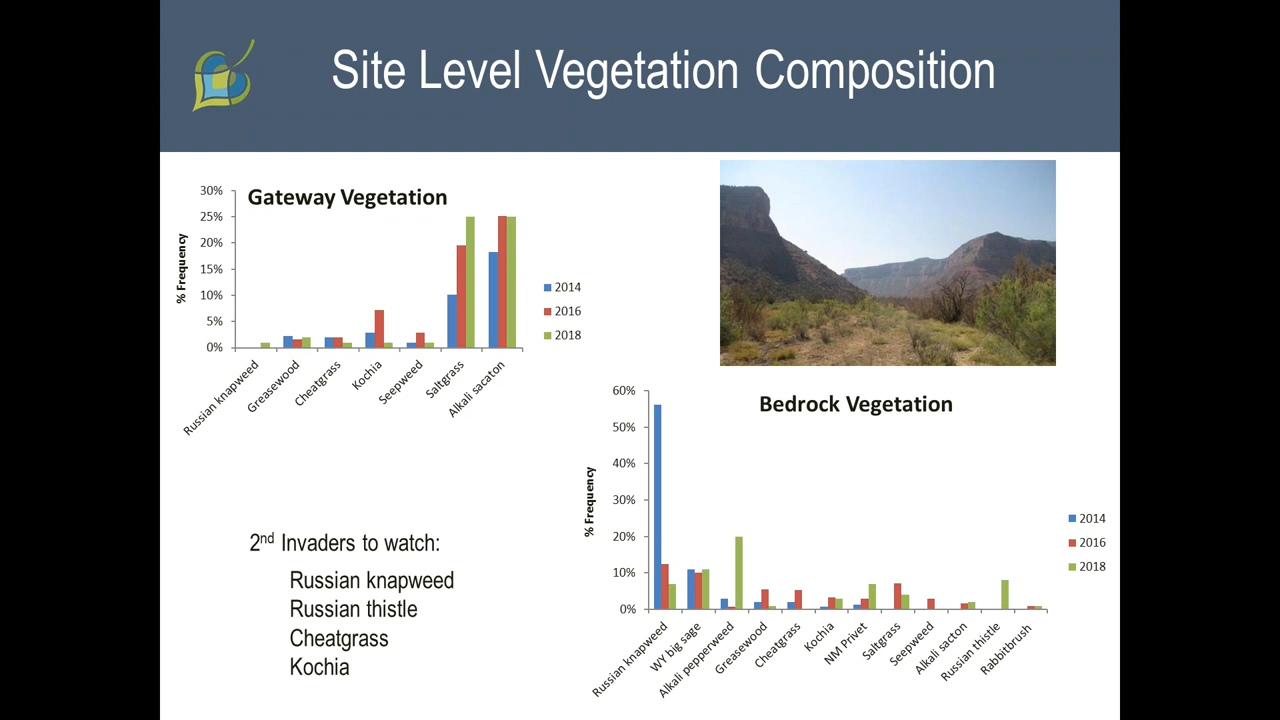 Site Level Vegetation Composition
Gateway Vegetation
% Frequency
30%
25%
20%
15%
10%
5%
0%
Russian knapweed
Greasewood
Cheatgrass
Kochia
Seepweed
Saltgrass
Alkali sacaton
2014
2016
2018
Bedrock Vegetation
% Frequency
60%
50%
40%
30%
20%
10%
0%
Russian knapweed
WY big sage
Alkali pepperweed
Greasewood
Cheatgrass
Kochia
NM Privet
Saltgrass
Seepweed
Alkali sacton
Russian thistle
Rabbitbrush
2014
2016
2018
2nd Invaders to watch:
Russian knapweed
Russian thistle
Cheatgrass
Kochia